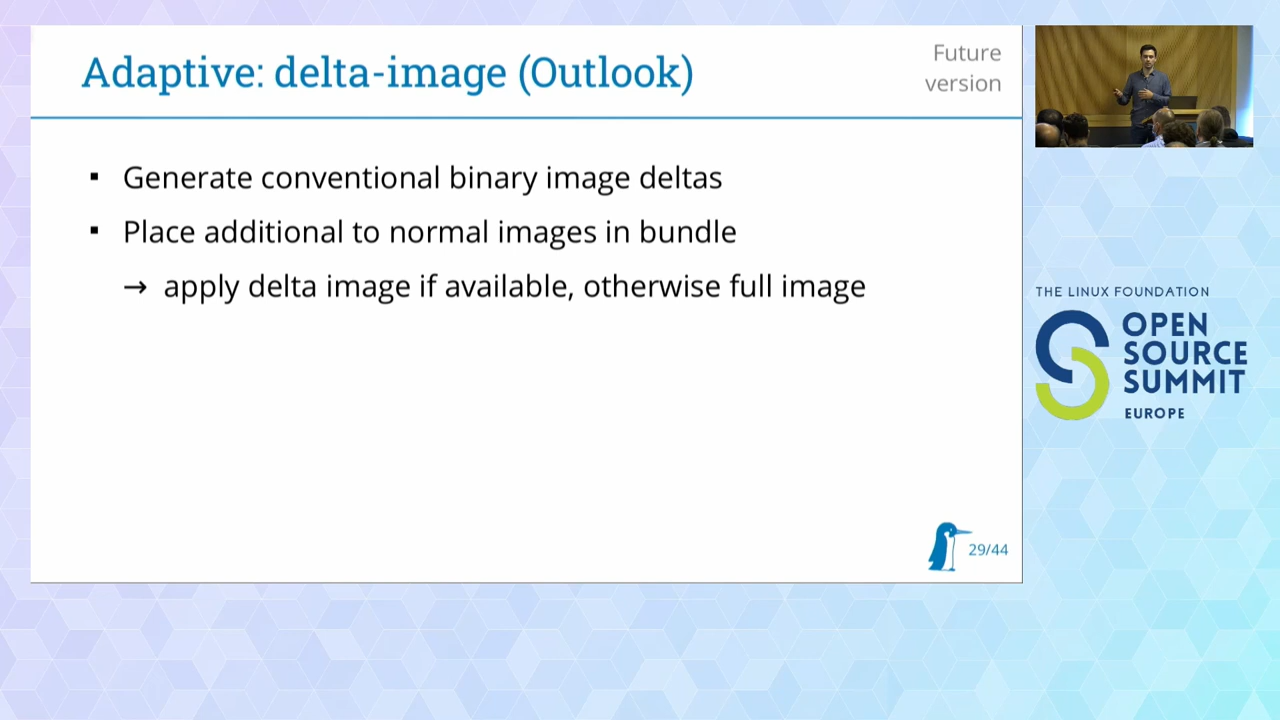 Adaptive: delta-image (Outlook)
Future
version
▪ Generate conventional binary image deltas
▪ Place additional to normal images in bundle
→ apply delta image if available, otherwise full image
29/44
THE LINUX FOUNDATION
OPEN
SOURCE
SUMMIT
EUROPE